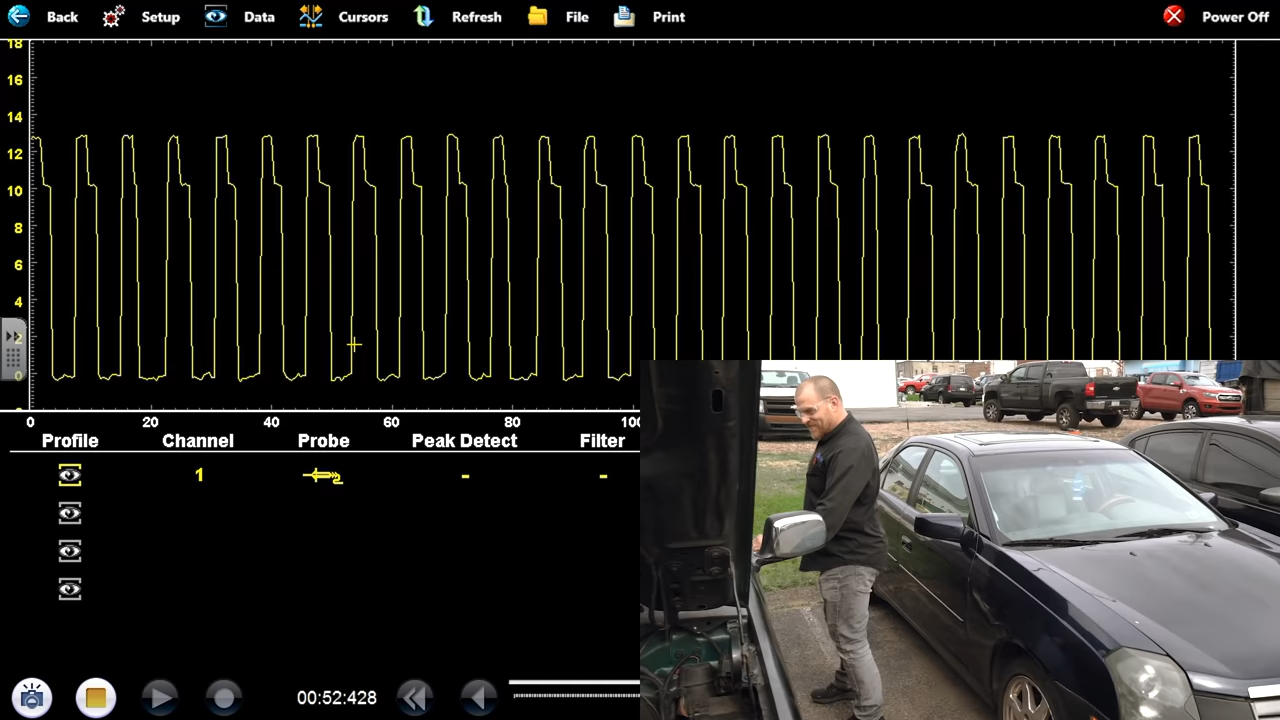 Back Setup Data Cursors Refresh File Print Power Off
18
16
14
12
10
8
6
4
2
0
0 20 40 60 80 100
Profile Channel Probe Peak Detect Filter
1 - -
00:52:428